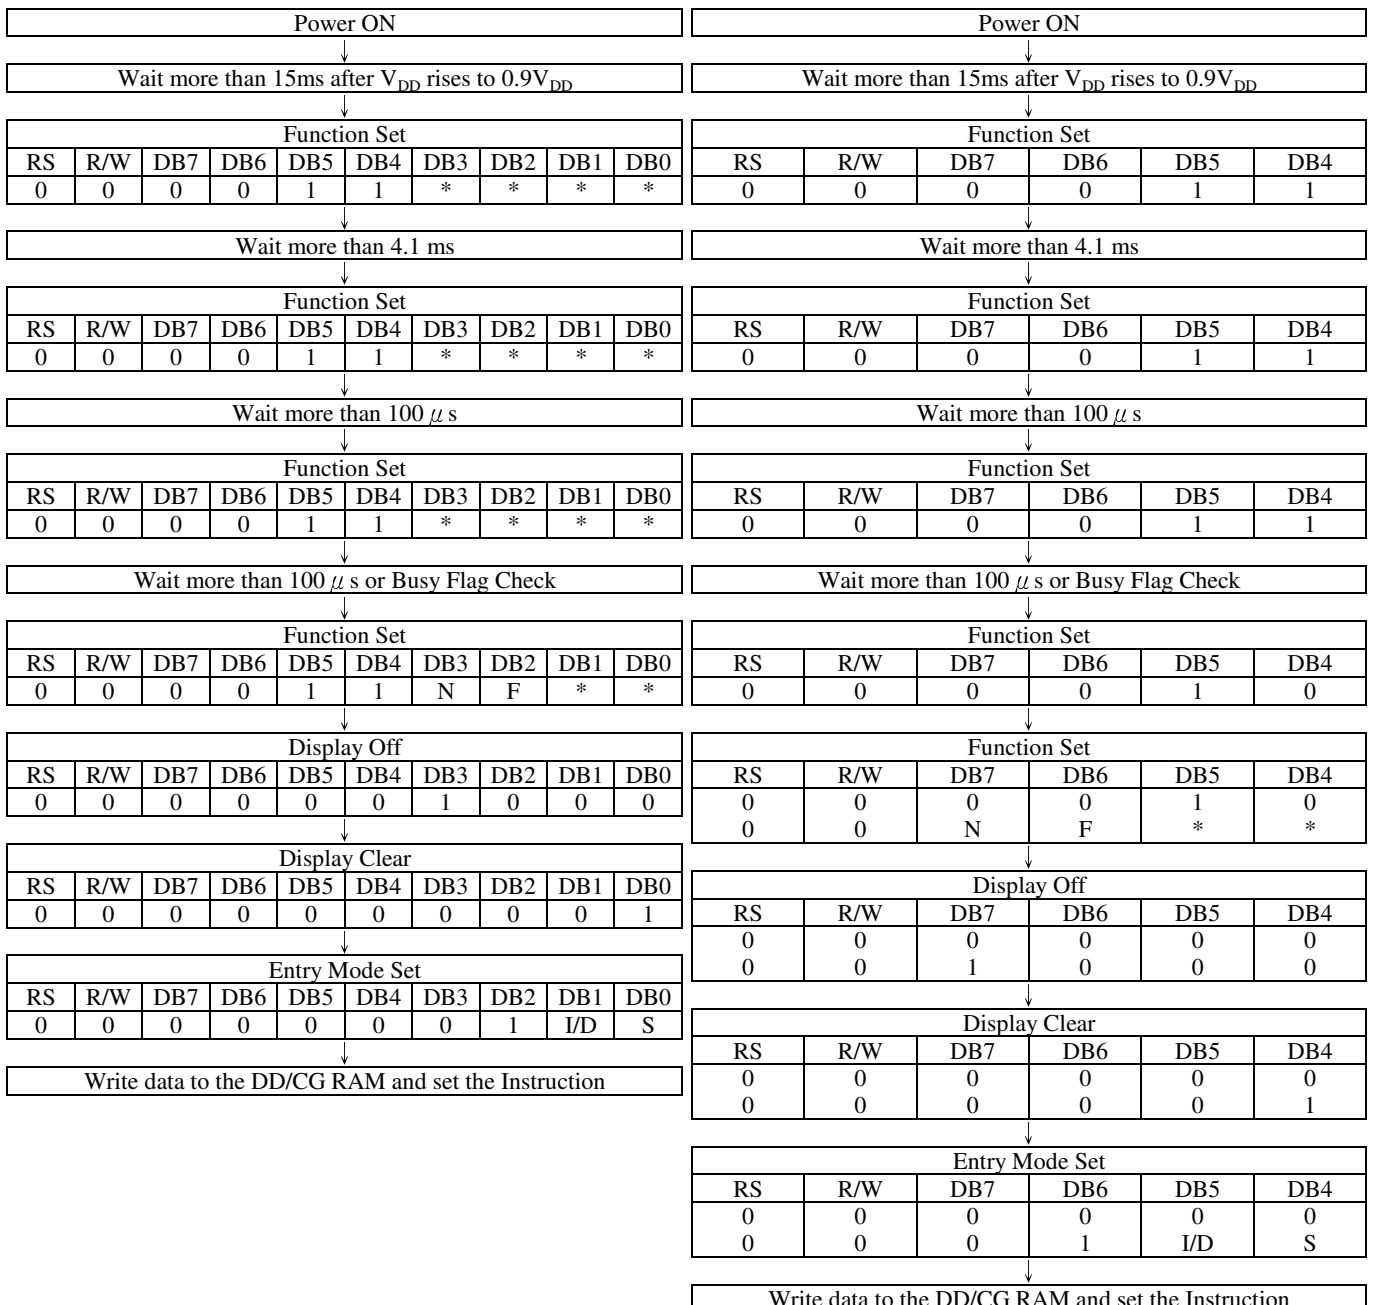 Power ON
Wait more than 15ms after VDD rises to 0.9VDD
Function Set
RS R/W DB7 DB6 DB5 DB4 DB3 DB2 DB1 DB0
0 0 0 0 1 1 * * * *
Wait more than 4.1 ms
Function Set
RS R/W DB7 DB6 DB5 DB4 DB3 DB2 DB1 DB0
0 0 0 0 1 1 * * * *
Wait more than 100 μ s
Function Set
RS R/W DB7 DB6 DB5 DB4 DB3 DB2 DB1 DB0
0 0 0 0 1 1 * * * *
Wait more than 100 μ s or Busy Flag Check
Function Set
RS R/W DB7 DB6 DB5 DB4 DB3 DB2 DB1 DB0
0 0 0 0 1 1 N F * *
Display Off
RS R/W DB7 DB6 DB5 DB4 DB3 DB2 DB1 DB0
0 0 0 0 0 0 1 0 0 0
Display Clear
RS R/W DB7 DB6 DB5 DB4 DB3 DB2 DB1 DB0
0 0 0 0 0 0 0 0 0 1
Entry Mode Set
RS R/W DB7 DB6 DB5 DB4 DB3 DB2 DB1 DB0
0 0 0 0 0 0 0 1 I/D S
Write data to the DD/CG RAM and set the Instruction
Power ON
Wait more than 15ms after VDD rises to 0.9VDD
Function Set
RS R/W DB7 DB6 DB5 DB4
0 0 0 0 1 1
Wait more than 4.1 ms
Function Set
RS R/W DB7 DB6 DB5 DB4
0 0 0 0 1 1
Wait more than 100 μ s
Function Set
RS R/W DB7 DB6 DB5 DB4
0 0 0 0 1 1
Wait more than 100 μ s or Busy Flag Check
Function Set
RS R/W DB7 DB6 DB5 DB4
0 0 0 0 1 0
Function Set
RS R/W DB7 DB6 DB5 DB4
0 0 0 0 1 0
0 0 N F * *
Display Off
RS R/W DB7 DB6 DB5 DB4
0 0 0 0 0 0
0 0 1 0 0 0
Display Clear
RS R/W DB7 DB6 DB5 DB4
0 0 0 0 0 0
0 0 0 0 0 1
Entry Mode Set
RS R/W DB7 DB6 DB5 DB4
0 0 0 0 0 0
0 0 0 1 I/D S
Write data to the DD/CG RAM and set the Instruction